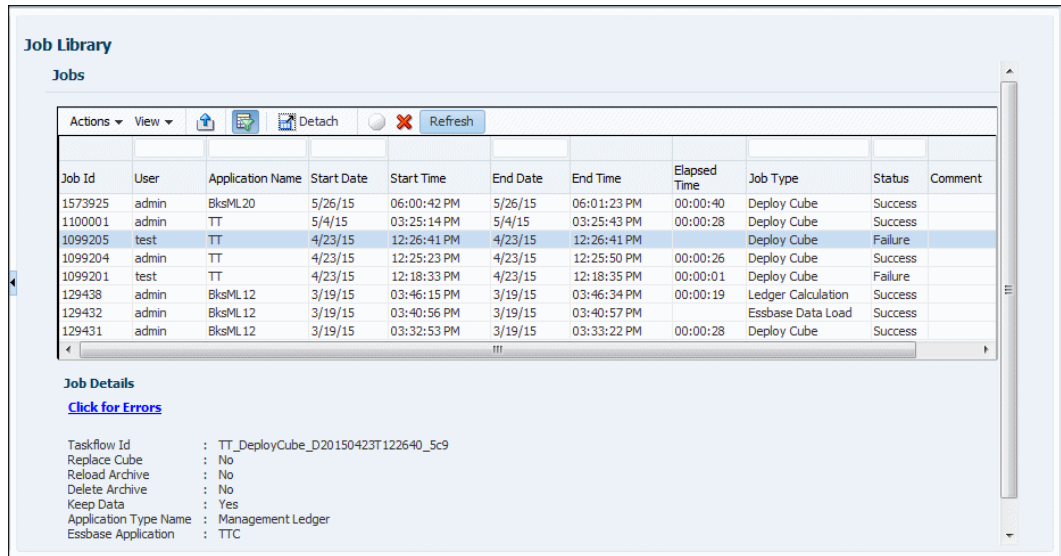 Job Library
Jobs
Actions View Detach Refresh
Job Id User Application Name Start Date Start Time End Date End Time Elapsed Time Job Type Status Comment
1573925 admin BksML20 5/26/15 06:00:42 PM 5/26/15 06:01:23 PM 00:00:40 Deploy Cube Success
1100001 admin TT 5/4/15 03:25:14 PM 5/4/15 03:25:43 PM 00:00:28 Deploy Cube Success
1099205 test TT 4/23/15 12:26:41 PM 4/23/15 12:26:41 PM Deploy Cube Failure
1099204 admin TT 4/23/15 12:25:23 PM 4/23/15 12:25:50 PM 00:00:26 Deploy Cube Success
1099201 test TT 4/23/15 12:18:33 PM 4/23/15 12:18:35 PM 00:00:01 Deploy Cube Failure
129438 admin BksML12 3/19/15 03:46:15 PM 3/19/15 03:46:34 PM 00:00:19 Ledger Calculation Success
129432 admin BksML12 3/19/15 03:40:56 PM 3/19/15 03:40:57 PM Essbase Data Load Success
129431 admin BksML12 3/19/15 03:32:53 PM 3/19/15 03:33:22 PM 00:00:28 Deploy Cube Success
Job Details
Click for Errors
Taskflow Id : TT_DeployCube_D20150423T122640_5c9
Replace Cube : No
Reload Archive : No
Delete Archive : No
Keep Data : Yes
Application Type Name : Management Ledger
Essbase Application : TTC